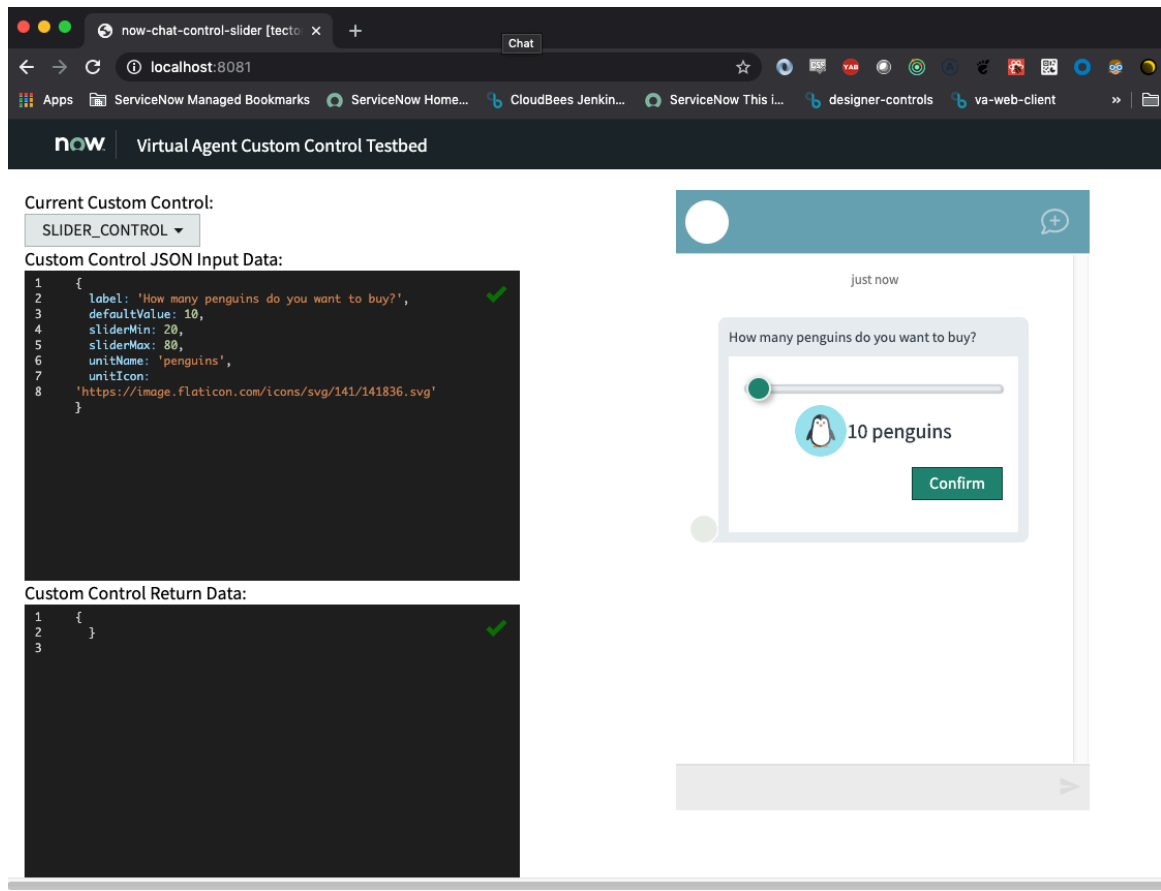 now-chat-control-slider [tecto
Chat
localhost:8081
Apps
ServiceNow Managed Bookmarks
ServiceNow Home...
CloudBees Jenkin...
ServiceNow This i...
designer-controls
va-web-client
»
now.
Virtual Agent Custom Control Testbed
Current Custom Control:
SLIDER_CONTROL
Custom Control JSON Input Data:
1 {
2 label: 'How many penguins do you want to buy?',
3 defaultValue: 10,
4 sliderMin: 20,
5 sliderMax: 80,
6 unitName: 'penguins',
7 unitIcon:
8 'https://image.flaticon.com/icons/svg/141/141836.svg'
}
Custom Control Return Data:
1 {
2 }
3
just now
How many penguins do you want to buy?
10 penguins
Confirm